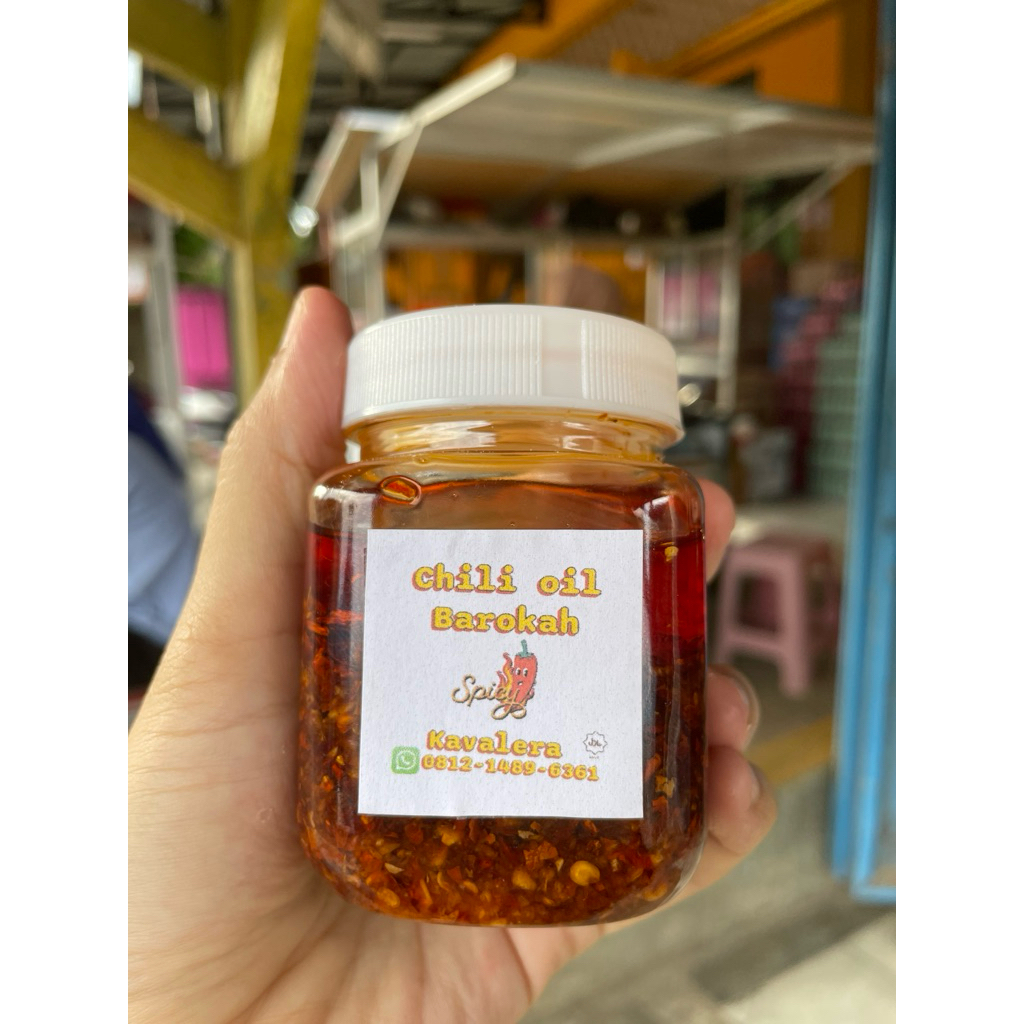 Chili oil
Barokah
Spicy
Kavalera
0812-1489-6361